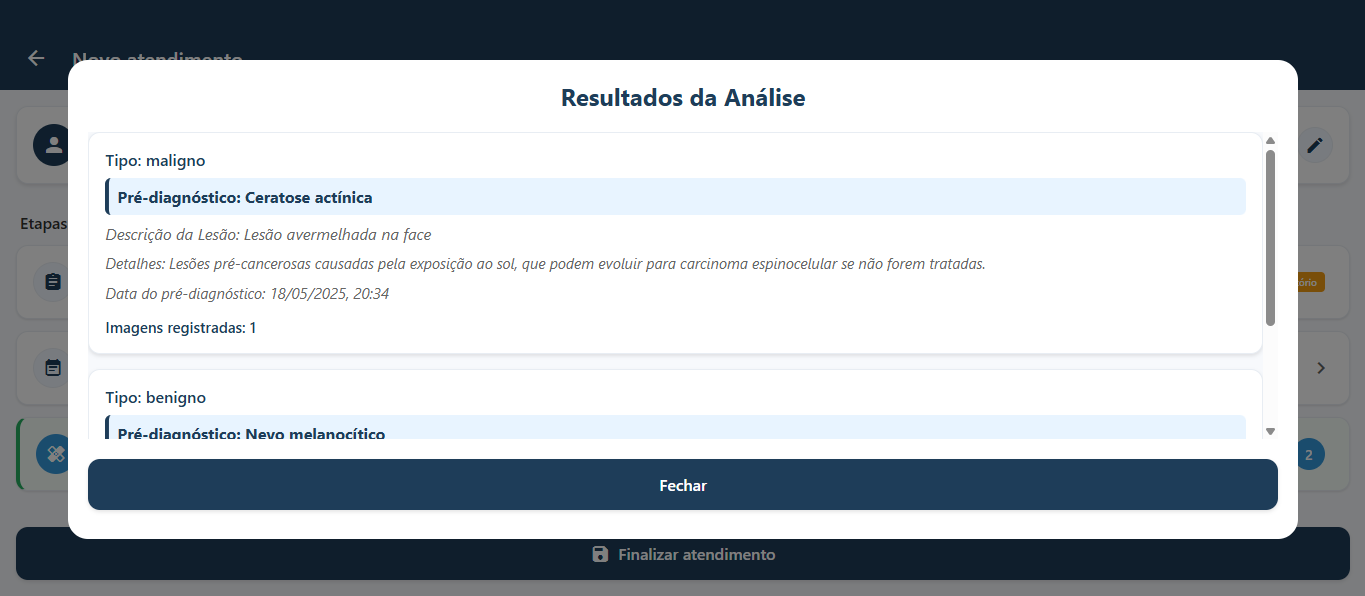 Novo atendimento
Resultados da Análise
Tipo: maligno
Pré-diagnóstico: Ceratose actínica
Etapas
Descrição da Lesão: Lesão avermelhada na face
Detalhes: Lesões pré-cancerosas causadas pela exposição ao sol, que podem evoluir para carcinoma espinocelular se não forem tratadas.
Data do pré-diagnóstico: 18/05/2025, 20:34
Imagens registradas: 1
Tipo: benigno
Pré-diagnóstico: Nevo melanocítico
2
Fechar
Finalizar atendimento